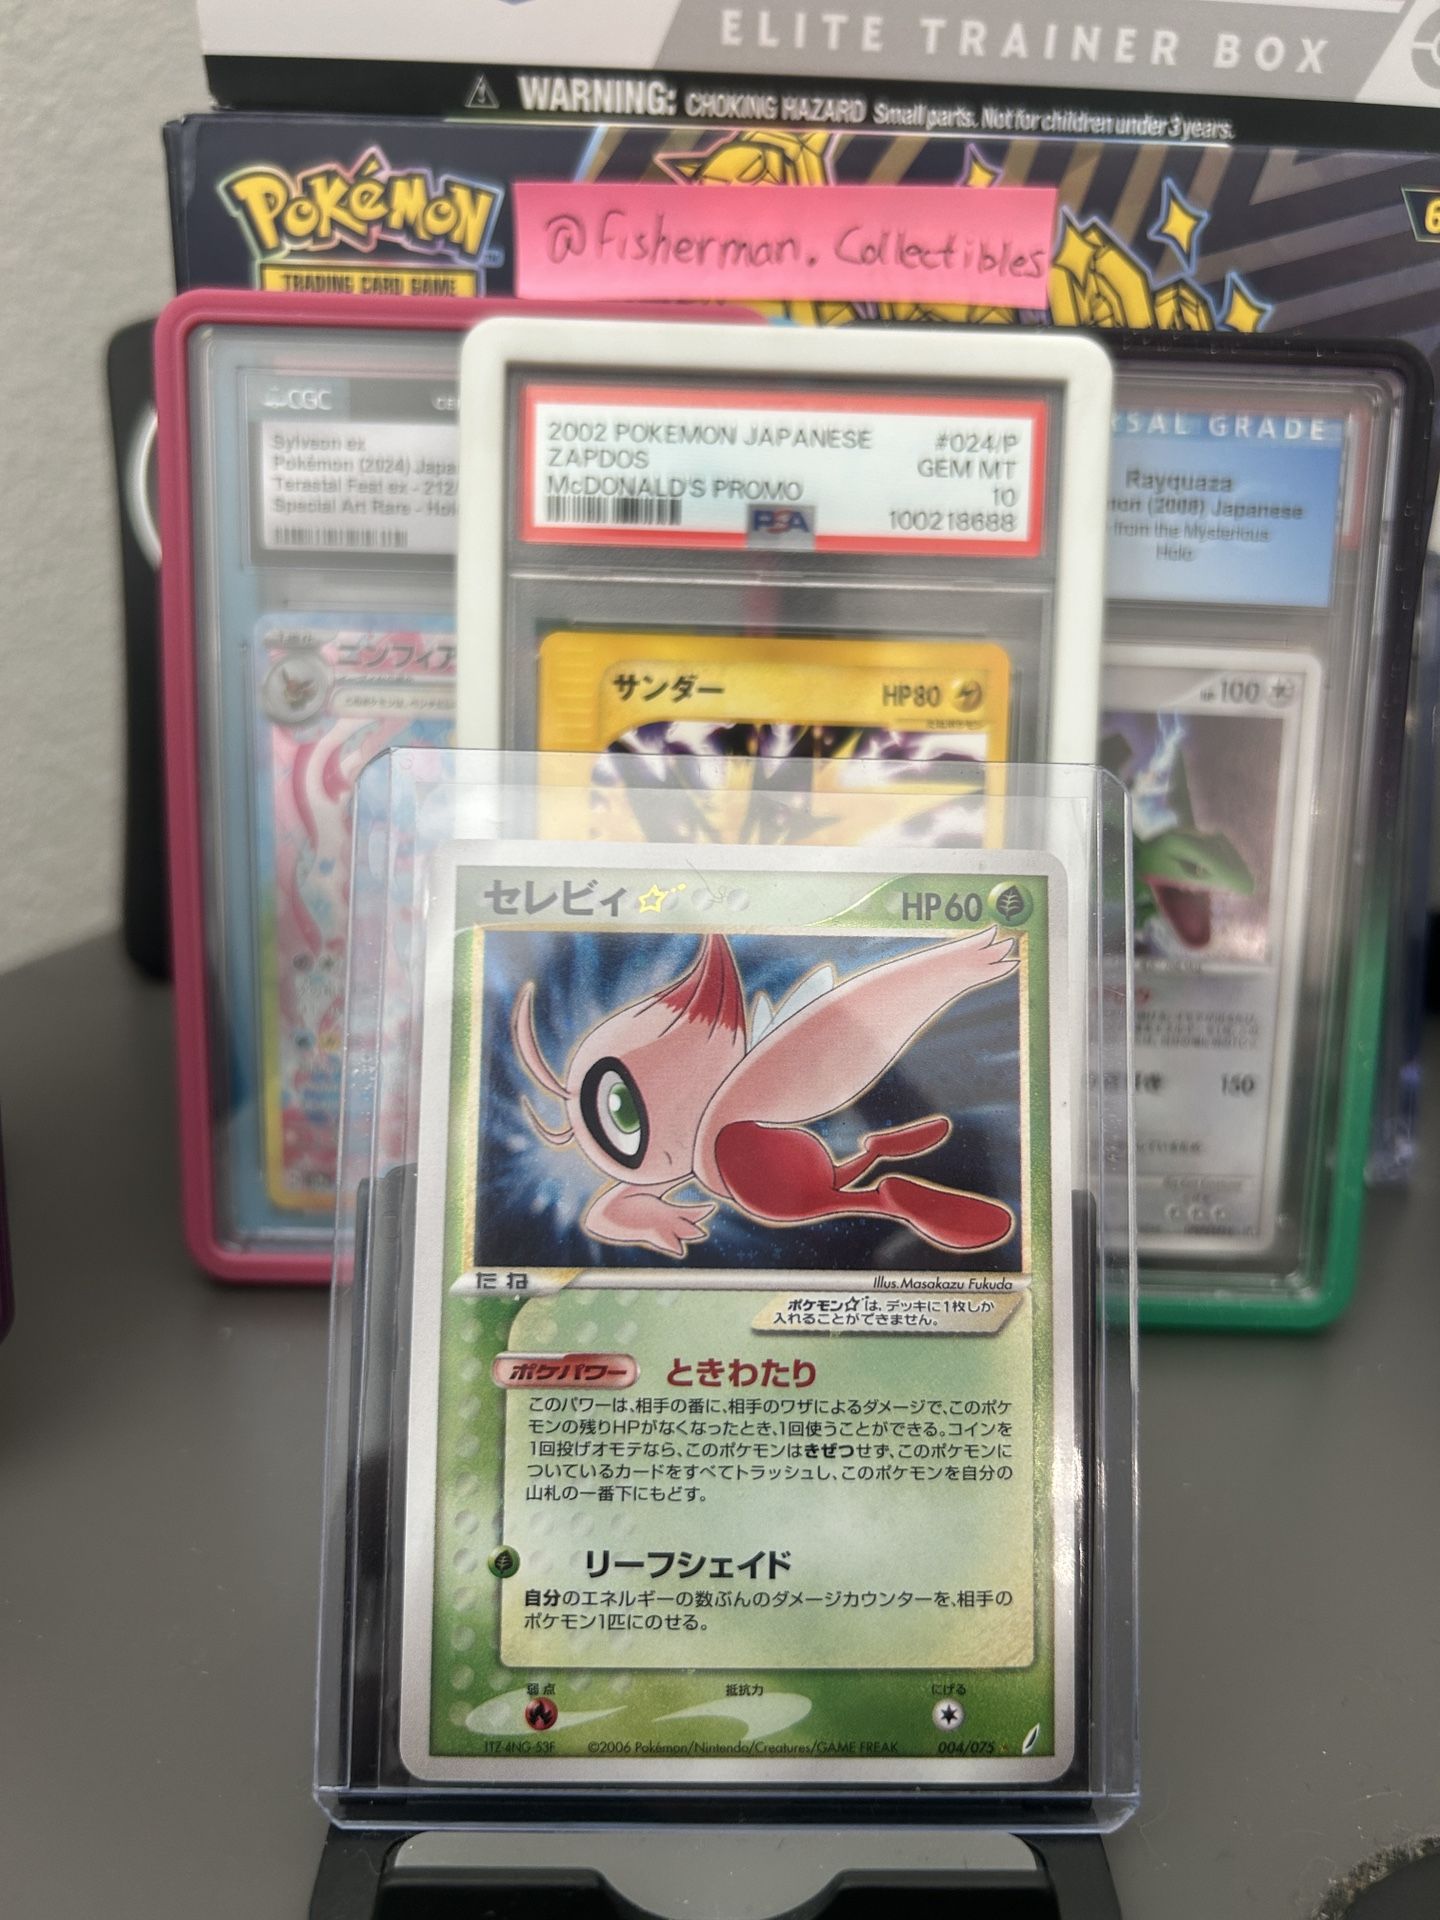 ELITE TRAINER BOX
WARNING: CHOKING HAZARD Small parts. Not for children under 3 years.
POKÉMON
TRADING CARD GAME
@fisherman.Collectibles
CGC
Sylveon ex
Pokémon (2024)
Terastal Fest ex - 212/
Special Art Rare -
2002 POKEMON JAPANESE #024/P
ZAPDOS GEM MT
McDONALD'S PROMO 10
PSA 100218688
SAL GRADE
Rayquaza
(2008) Japanese
from the Mysterious
Holo
サンダー HP80
100
150
セレビィ☆ HP60
たね Illus. Masakazu Fukuda
ポケモン☆は、デッキに1枚しか
入れることができません。
ポケパワー ときわたり
このパワーは、相手の番に、相手のワザによるダメージで、このポケ
モンの残りHPがなくなったとき、1回使うことができる。コインを
1回投げオモテなら、このポケモンはきぜつせず、このポケモンに
ついているカードをすべてトラッシュし、このポケモンを自分の
山札の一番下にもどす。
リーフシェイド
自分のエネルギーの数ぶんのダメージカウンターを、相手の
ポケモン1匹にのせる。
弱点 抵抗力 にげる
ITZ-4NG-53F ©2006 Pokémon/Nintendo/Creatures/GAME FREAK 004/075